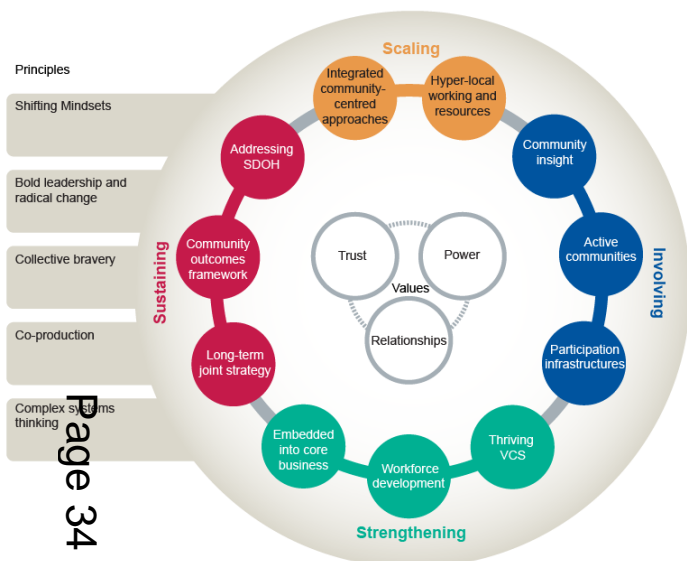 Principles
Shifting Mindsets
Bold leadership and
radical change
Collective bravery
Co-production
Complex systems
thinking
Page 34
Scaling
Integrated
community-
centred
approaches
Hyper-local
working and
resources
Involving
Community
insight
Active
communities
Participation
infrastructures
Strengthening
Thriving
VCS
Workforce
development
Embedded
into core
business
Sustaining
Long-term
joint strategy
Community
outcomes
framework
Addressing
SDOH
Trust
Power
Values
Relationships